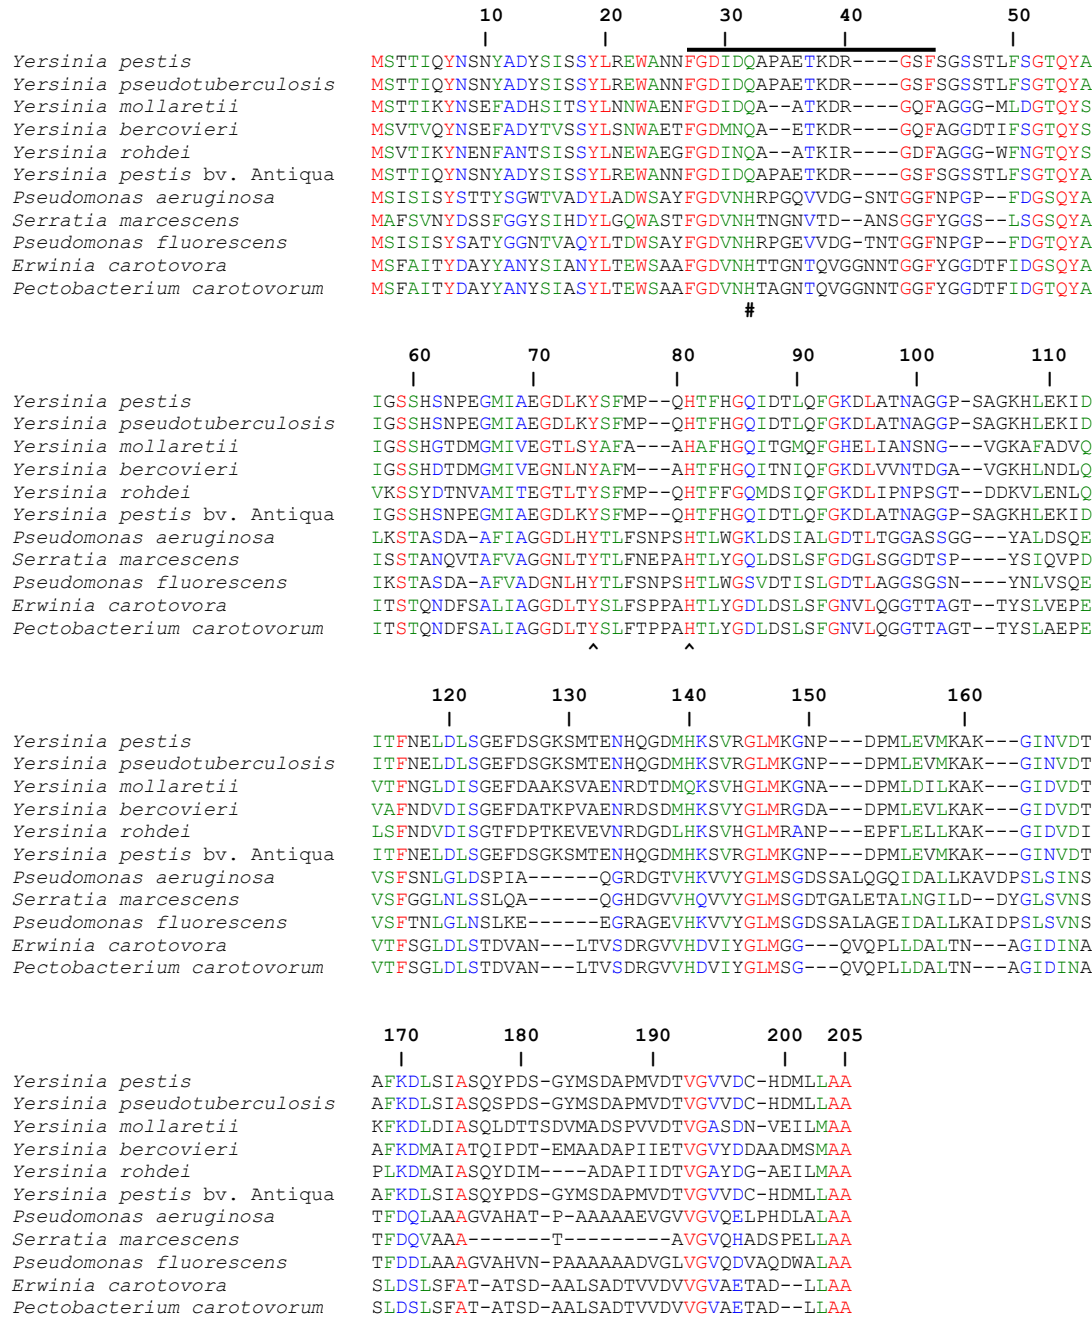 10 20 30 40 50
Yersinia pestis MSTTIQYNSNYADYSISSYLREWANNFGDIDQAPAETKDR----GSFSGSSTLFSGTQYA
Yersinia pseudotuberculosis MSTTIQYNSNYADYSISSYLREWANNFGDIDQAPAETKDR----GSFSGSSTLFSGTQYA
Yersinia mollaretii MSTTIKYNSEFADHSITSYLNNWAENFGDIDQA--ATKDR----GQFAGGG-MLDGTQYS
Yersinia bercovieri MSVTVQYNSEFADYTVSSYLSNWAETFGDMNQA--ETKDR----GQFAGGDTIFSGTQYS
Yersinia rohdei MSVTIKYNENFANTSISSYLNEWAEGFGDINQA--ATKIR----GDFAGGG-WFNGTQYS
Yersinia pestis bv. Antiqua MSTTIQYNSNYADYSISSYLREWANNFGDIDQAPAETKDR----GSFSGSSTLFSGTQYS
Pseudomonas aeruginosa MSISISYSTTYSGWTVADYLADWSAYFGDVNHRPGQVVDG-SNTGGFNPGP--FDGSQYA
Serratia marcescens MAFSVNYDSSFGGYSIHDYLGQWASTFGDVNHTNGNVTD--ANSGGFYGGS--LSGSQYA
Pseudomonas fluorescens MSISISYSATYGGNTVAQYLTDWSAYFGDVNHRPGEVVDG-TNTGGFNPGP--FDGTQYA
Erwinia carotovora MSFAITYDAYYANYSIANYLTEWSAAFGDVNHTTGNTQVGGNNTGGFYGGDTFIDGSQYA
Pectobacterium carotovorum MSFAITYDAYYANYSIASYLTEWSAAFGDVNHTAGNTQVGGNNTGGFYGGDTFIDGTQYA
#
60 70 80 90 100 110
Yersinia pestis IGSSHSNPEGMIAEGDLKYSFMP--QHTFHGQIDTLQFGKDLATNAGGP-SAGKHLEKID
Yersinia pseudotuberculosis IGSSHSNPEGMIAEGDLKYSFMP--QHTFHGQIDTLQFGKDLATNAGGP-SAGKHLEKID
Yersinia mollaretii IGSSHGTDMGMIVEGTLSYAFA--AHAFHGQITGMQFGHELIANSNG---VGKAFADVQ
Yersinia bercovieri IGSSHDTDMGMIVEGNLNYAFM--AHTFHGQITNIQFGKDLVVNTDGA--VGKHLNDLQ
Yersinia rohdei VKSSYDTNVAMITEGTLTYSFMP--QHTFFGQMDSIQFGKDLIPNPSGT--DDKVLENLQ
Yersinia pestis bv. Antiqua IGSSHSNPEGMIAEGDLKYSFMP--QHTFHGQIDTLQFGKDLATNAGGP-SAGKHLEKID
Pseudomonas aeruginosa LKSTASDA-AFIAGGDLHYTLFSNPSHTLWGKLDSIALGDTLTGGASSGG---YALDSQE
Serratia marcescens ISSTANQVTAFVAGGNLTYTLFNEPAHTLYGQLDSLSFGDGLSGGDTSP----YSIQVPD
Pseudomonas fluorescens IKSTASDA-AFVADGNLHYTLFSNPSHTLWGSVDTISLGDTLAGGSGSN----YNLVSQE
Erwinia carotovora ITSTQNDFSALIAGGDLTYSLFSPPAHTLYGDLDSLSFGNVLQGGTTAGT--TYSLVEPE
Pectobacterium carotovorum ITSTQNDFSALIAGGDLTYSLFTPPAHTLYGDLDSLSFGNVLQGGTTAGT--TYSLAEPE
^ ^
120 130 140 150 160
Yersinia pestis ITFNELDLSGEFDSGKSMTENHQGDMHKSVRGLMKGNP---DPMLEVMKAK---GINVDT
Yersinia pseudotuberculosis ITFNELDLSGEFDSGKSMTENHQGDMHKSVRGLMKGNP---DPMLEVMKAK---GINVDT
Yersinia mollaretii VTFNGLDISGEFDAAKSVAENRDTDMQKSVHGLMKGNA---DPMLDILKAK---GIDVDT
Yersinia bercovieri VAFNDVDISGEFDATKPVAENRDVDMHKSVYGLMRGDA---DPMLEVLKAK---GIDVDT
Yersinia rohdei LSFNDVDISGTFDPTKEVEVNRDGDLHKSVHGLMRANP---EPFLELLKAK---GIDVDI
Yersinia pestis bv. Antiqua ITFNELDLSGEFDSGKSMTENHQGDMHKSVRGLMKGNP---DPMLEVMKAK---GINVDT
Pseudomonas aeruginosa VSFSNLGLDSPIA------QGRDGTVHKVVYGLMSGDSSALQGQIDALLKAVDPSLSINS
Serratia marcescens VSFGGLNLSSLQA------QGHDGVVHQVVYGLMSGDTGALETALNGILD--DYGLSVNS
Pseudomonas fluorescens VSFTNLGLNSLKE------EGRAGEVHKVVYGLMSGDSSALAGEIDALLKAIDPSLSVNS
Erwinia carotovora VTFSGLDLSTDVAN---LTVSDRGVVHDVIYGLMGG---QVQPLLDALTN---AGIDINA
Pectobacterium carotovorum VTFSGLDLSTDVAN---LTVSDRGVVHDVIYGLMSG---QVQPLLDALTN---AGIDINA
170 180 190 200 205
Yersinia pestis AFKDLSIASQYPDS-GYMSDAPMVDTVGVVDC-HDMLLAA
Yersinia pseudotuberculosis AFKDLSIASQSPDS-GYMSDAPMVDTVGVVDC-HDMLLAA
Yersinia mollaretii KFKDLDIASQLDTTSDVMADSPVVDTVGASDN-VEILMAA
Yersinia bercovieri AFKDMAIATQIPDT-EMAADAPIIETVGVYDDAADMSMAA
Yersinia rohdei PLKDMAIASQYDIM----ADAPIIDTVGAYDG-AEILMAA
Yersinia pestis bv. Antiqua AFKDLSIASQYPDS-GYMSDAPMVDTVGVVDC-HDMLLAA
Pseudomonas aeruginosa TFDQLAAAGVAHAT-P-AAAAAEVGVVGVQELPHDLALAA
Serratia marcescens TFDQVAAA-------T---------AVGVQHADSPELLAA
Pseudomonas fluorescens TFDDLAAAGVAHVN-PAAAAAADVGLVGVQDVAQDWALAA
Erwinia carotovora SLDSLSFAT-ATSD-AALSADTVVDVVGVAETAD--LLAA
Pectobacterium carotovorum SLDSLSFAT-ATSD-AALSADTVVDVVGVAETAD--LLAA